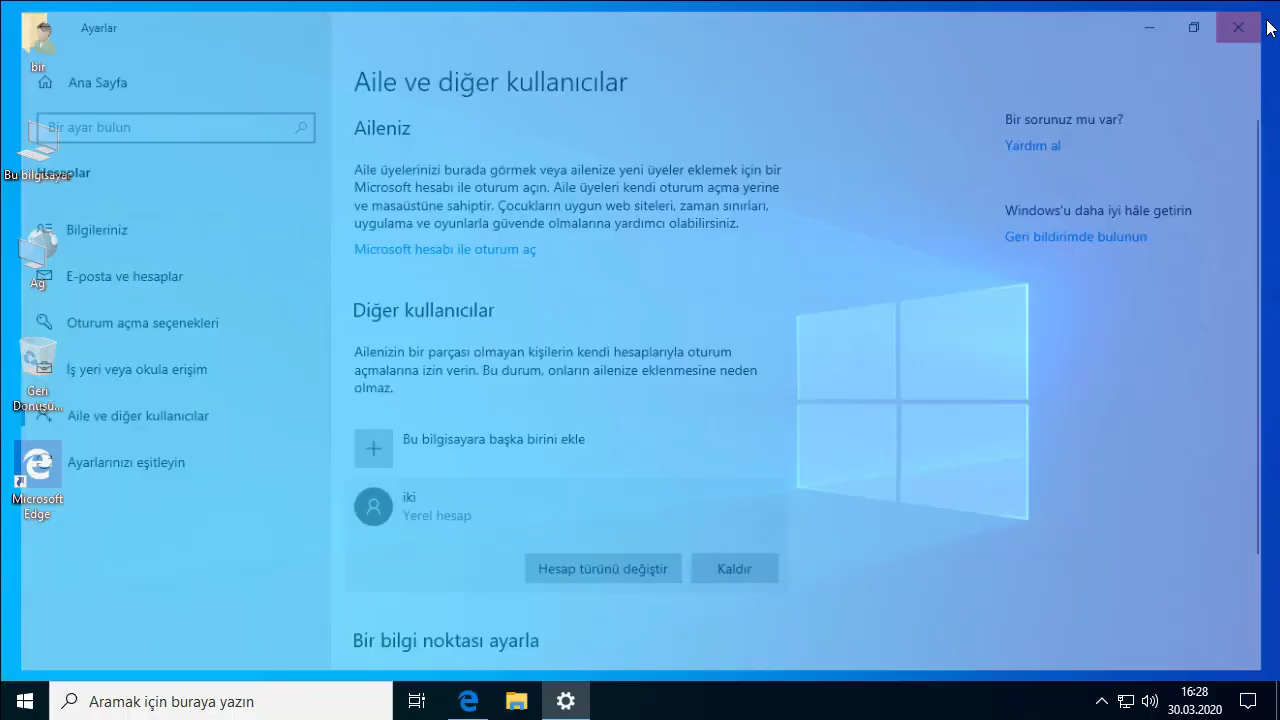 Ayarlar
bir
Ana Sayfa
Bir ayar bulun
Bu bilgisayar
Hesaplar
Bilgileriniz
E-posta ve hesaplar
Ağ
Oturum açma seçenekleri
İş yeri veya okula erişim
Geri
Dönüşü...
Aile ve diğer kullanıcılar
Ayarlarınızı eşitleyin
Microsoft
Edge
Aile ve diğer kullanıcılar
Aileniz
Aile üyelerinizi burada görmek veya ailenize yeni üyeler eklemek için bir
Microsoft hesabı ile oturum açın. Aile üyeleri kendi oturum açma yerine
ve masaüstüne sahiptir. Çocukların uygun web siteleri, zaman sınırları,
uygulama ve oyunlarla güvende olmalarına yardımcı olabilirsiniz.
Microsoft hesabı ile oturum aç
Diğer kullanıcılar
Ailenizin bir parçası olmayan kişilerin kendi hesaplarıyla oturum
açmalarına izin verin. Bu durum, onların ailenize eklenmesine neden
olmaz.
Bu bilgisayara başka birini ekle
iki
Yerel hesap
Hesap türünü değiştir
Kaldır
Bir bilgi noktası ayarla
Bir sorunuz mu var?
Yardım al
Windows'u daha iyi hâle getirin
Geri bildirimde bulunun
Aramak için buraya yazın
16:28
30.03.2020